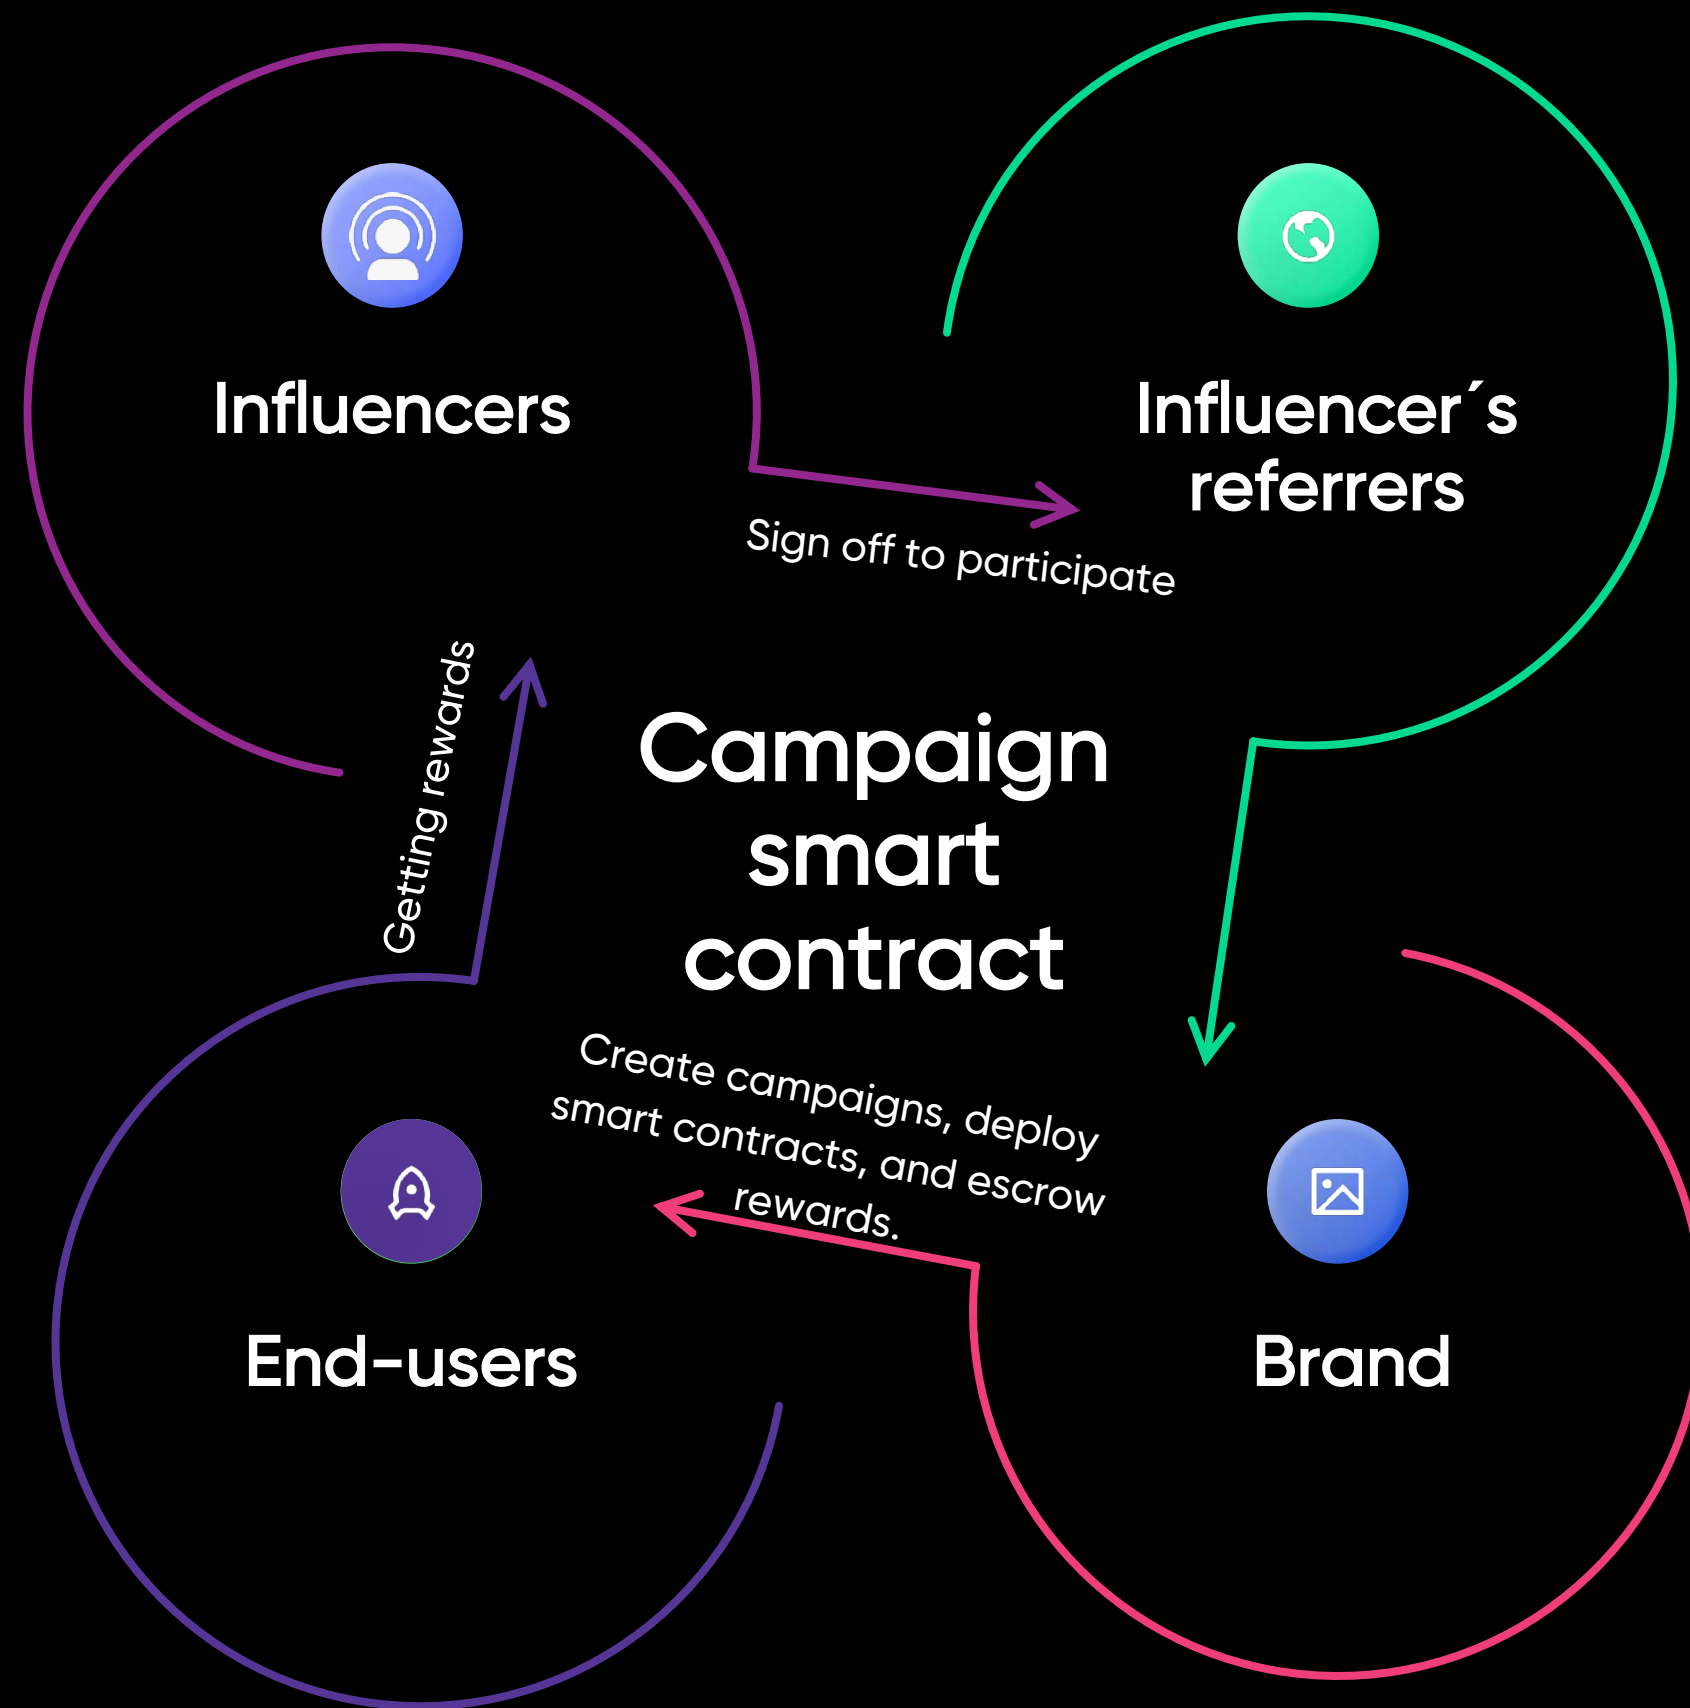 Influencers
Influencer´s
referrers
Sign off to participate
Getting rewards
Campaign
smart
contract
Create campaigns, deploy
smart contracts, and escrow
rewards.
End-users
Brand